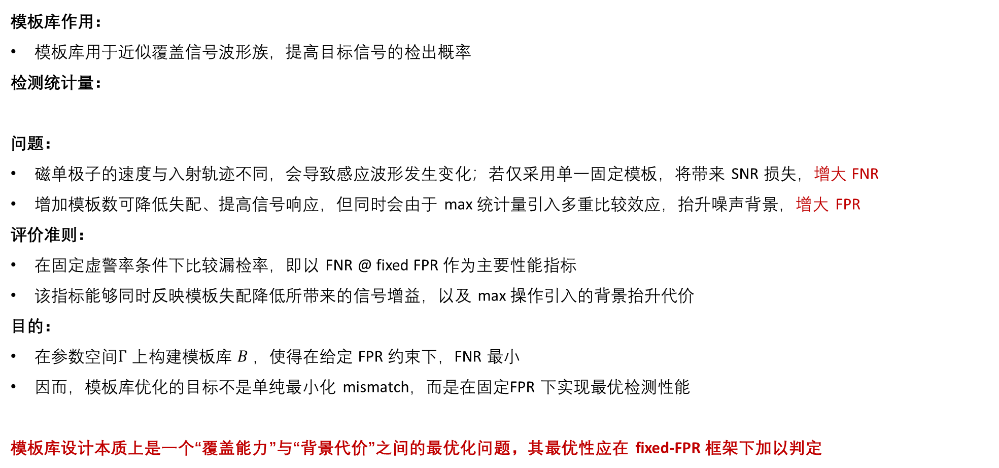 模板库作用：
• 模板库用于近似覆盖信号波形族，提高目标信号的检出概率
检测统计量：
问题：
• 磁单极子的速度与入射轨迹不同，会导致感应波形发生变化；若仅采用单一固定模板，将带来 SNR 损失，增大 FNR
• 增加模板数可降低失配、提高信号响应，但同时会由于 max 统计量引入多重比较效应，抬升噪声背景，增大 FPR
评价准则：
• 在固定虚警率条件下比较漏检率，即以 FNR @ fixed FPR 作为主要性能指标
• 该指标能够同时反映模板失配降低所带来的信号增益，以及 max 操作引入的背景抬升代价
目的：
• 在参数空间Γ 上构建模板库 B ，使得在给定 FPR 约束下，FNR 最小
• 因而，模板库优化的目标不是单纯最小化 mismatch，而是在固定FPR 下实现最优检测性能
模板库设计本质上是一个“覆盖能力”与“背景代价”之间的最优化问题，其最优性应在 fixed-FPR 框架下加以判定